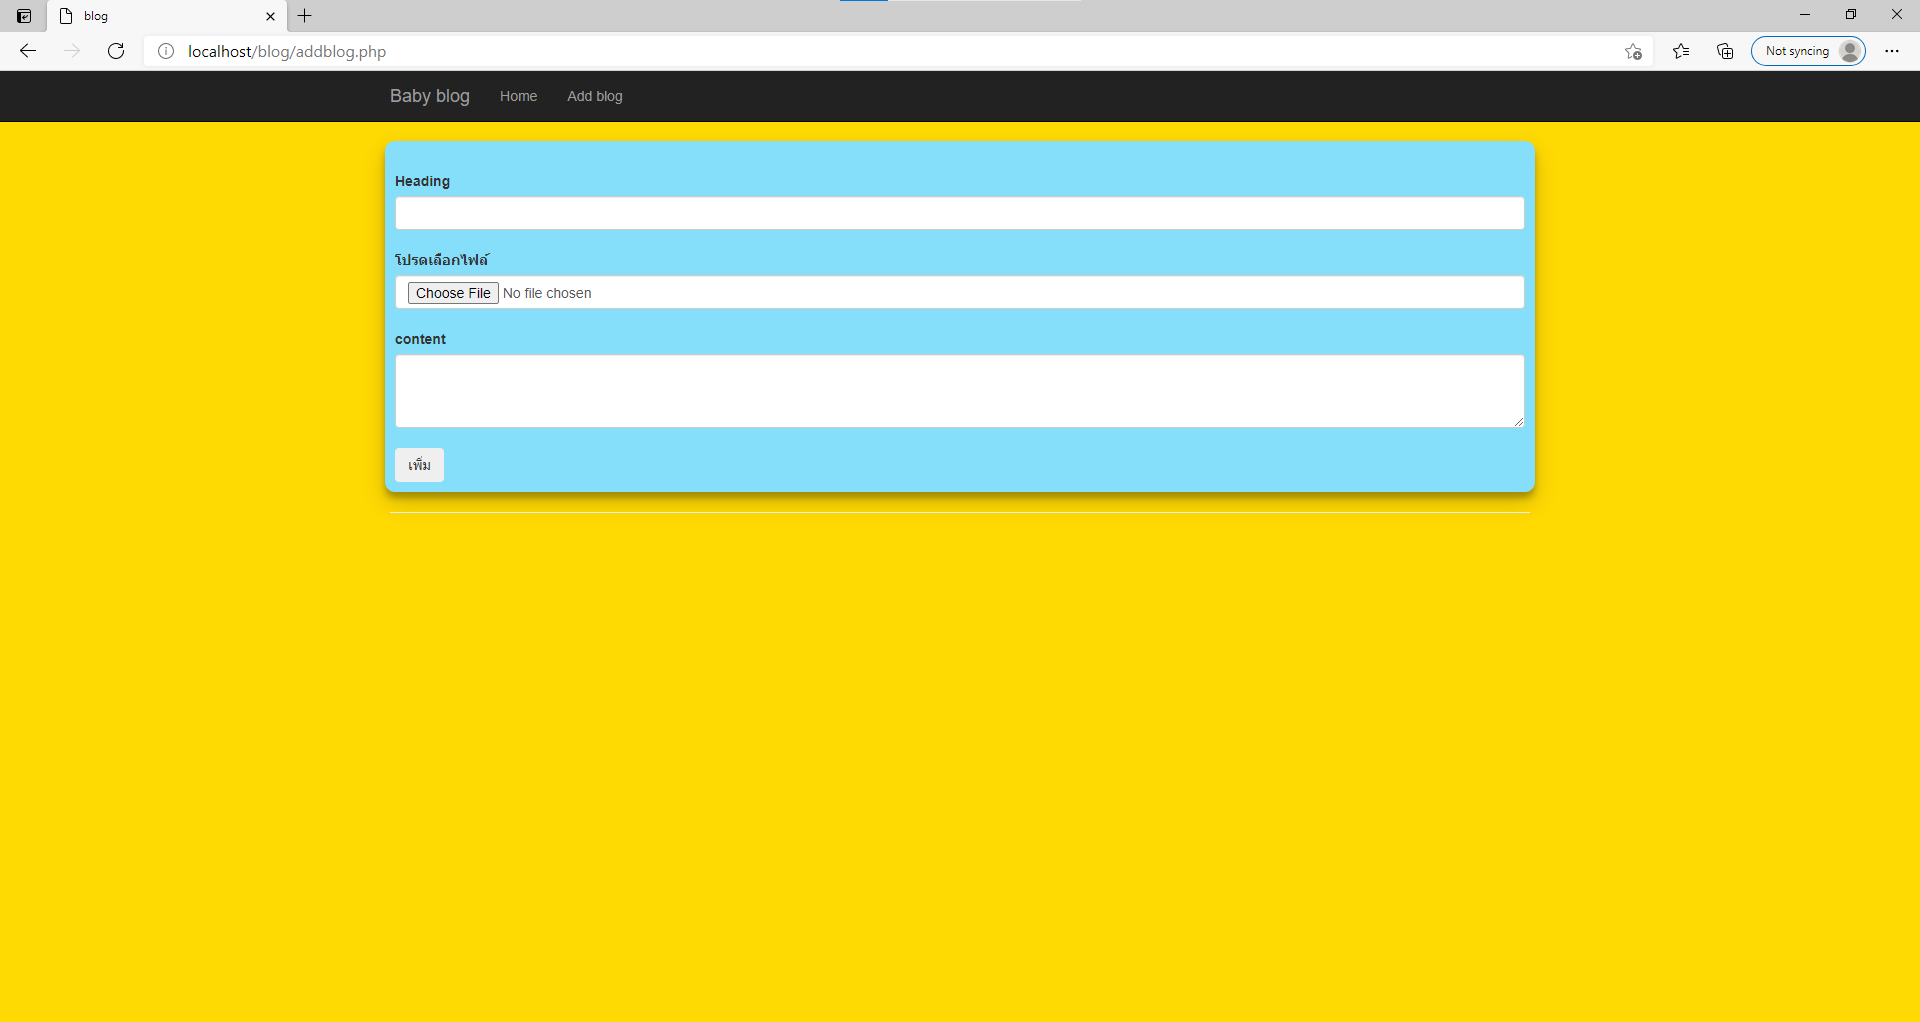 blog
localhost/blog/addblog.php
Not syncing
Baby blog Home Add blog
Heading
โปรดเลือกไฟล์
Choose File No file chosen
content
เพิ่ม